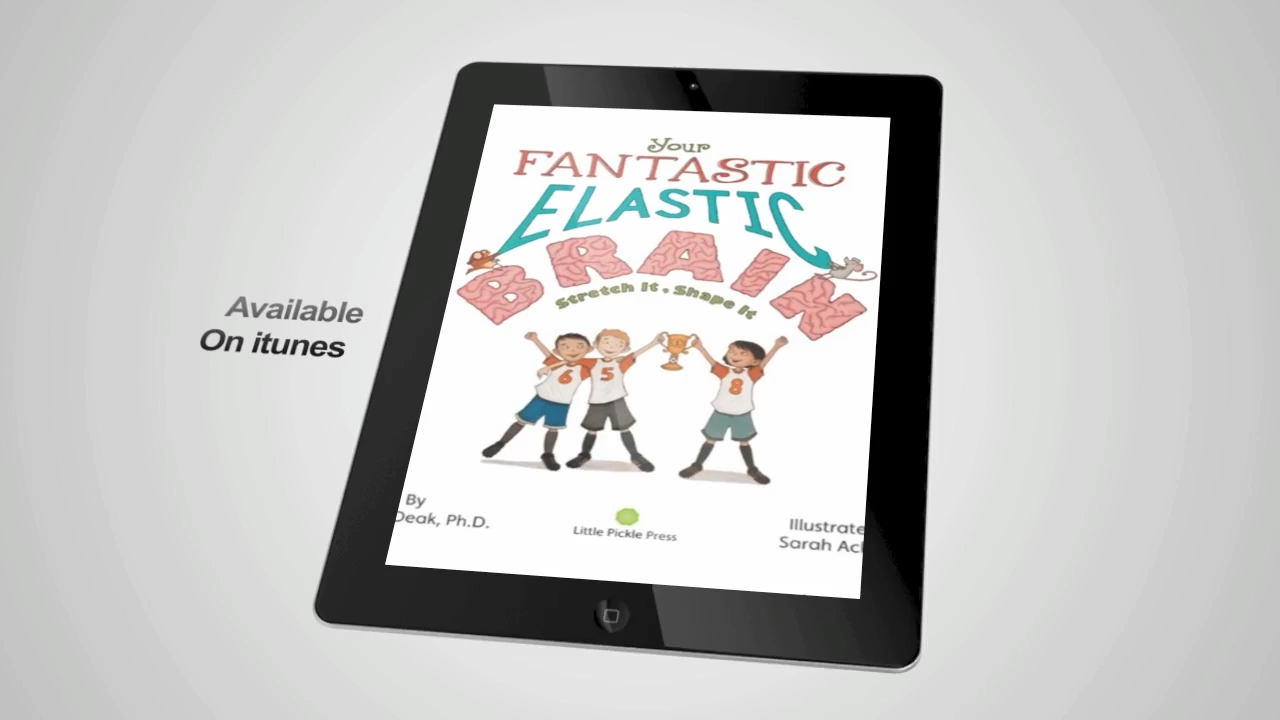 Available
On itunes
Your
FANTASTIC
ELASTIC
BRAIN
Stretch It . Shape It
6
5
8
By
Deak, Ph.D.
Little Pickle Press
Illustrate
Sarah Ack